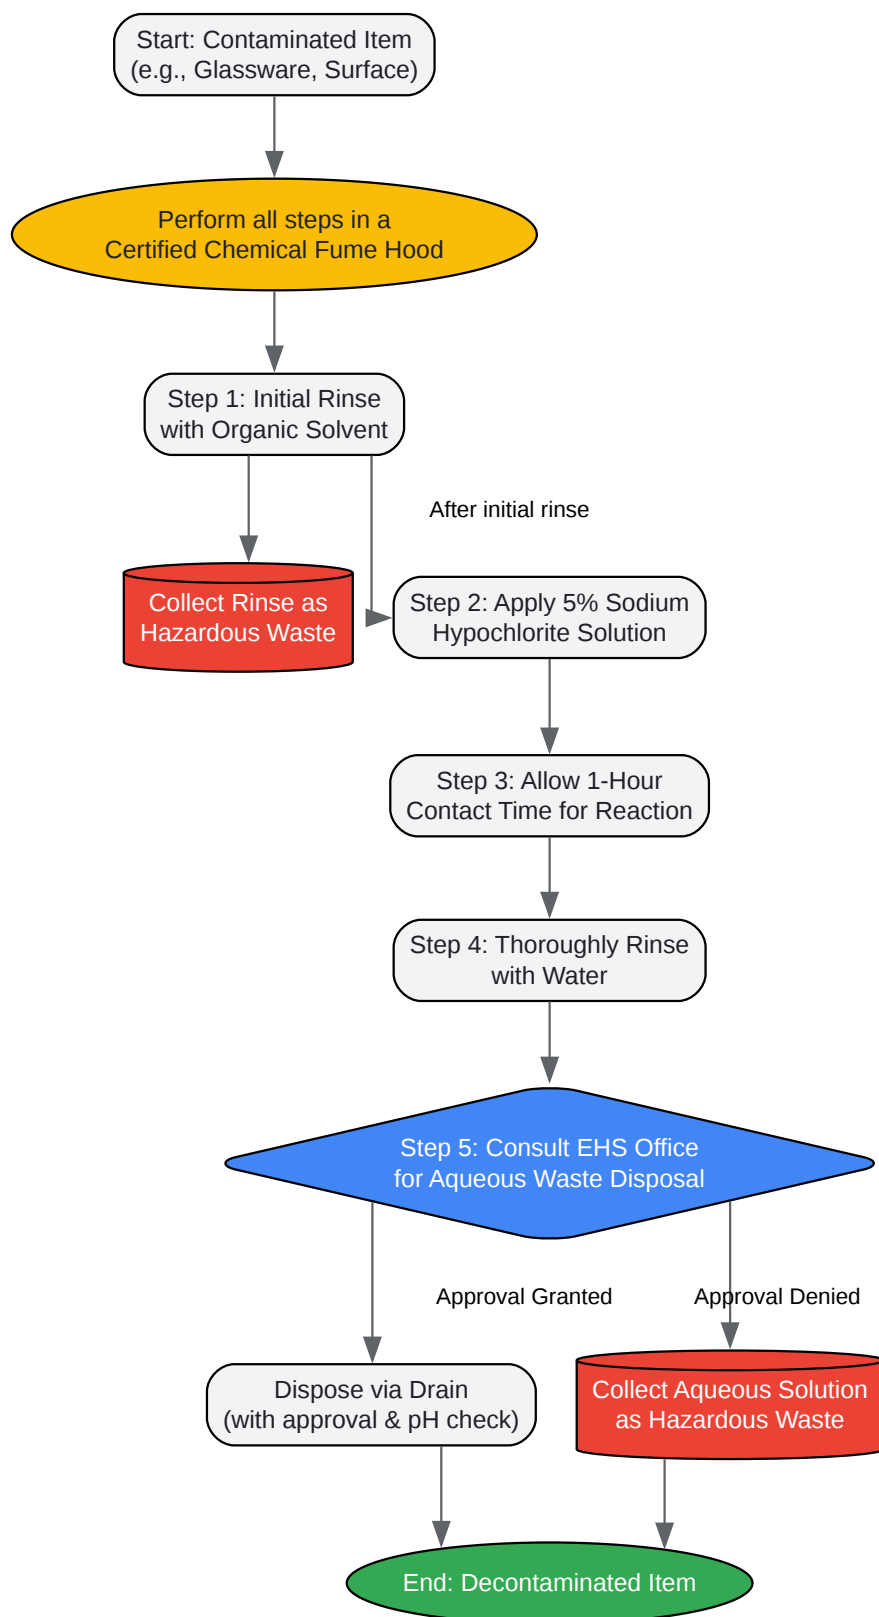 Start: Contaminated Item
(e.g., Glassware, Surface)
Perform all steps in a
Certified Chemical Fume Hood
Step 1: Initial Rinse
with Organic Solvent
After initial rinse
Collect Rinse as
Hazardous Waste
Step 2: Apply 5% Sodium
Hypochlorite Solution
Step 3: Allow 1-Hour
Contact Time for Reaction
Step 4: Thoroughly Rinse
with Water
Step 5: Consult EHS Office
for Aqueous Waste Disposal
Approval Granted
Approval Denied
Dispose via Drain
(with approval & pH check)
Collect Aqueous Solution
as Hazardous Waste
End: Decontaminated Item